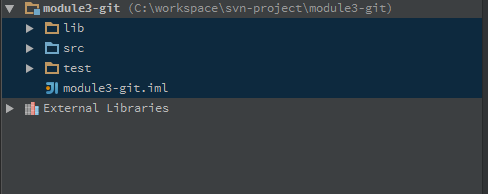 module3-git (C:\workspace\svn-project\module3-git)
lib
src
test
module3-git.iml
External Libraries